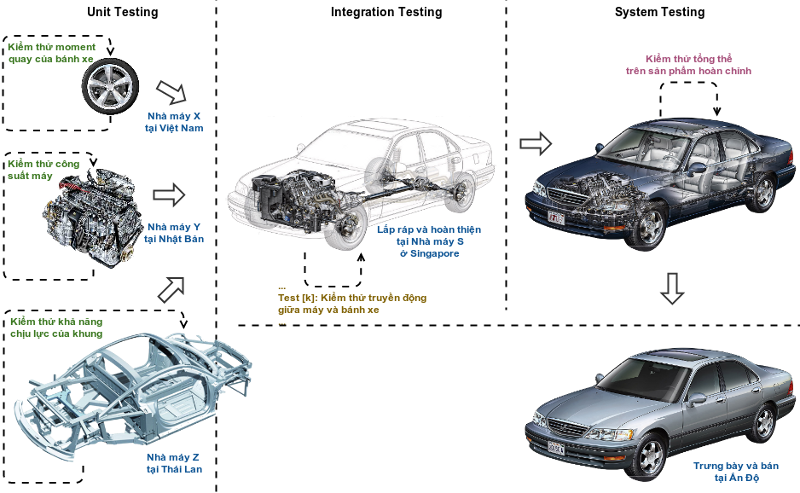 Unit Testing
Integration Testing
System Testing
Kiểm thử moment
quay của bánh xe
Nhà máy X
tại Việt Nam
Kiểm thử công
suất máy
Nhà máy Y
tại Nhật Bản
Kiểm thử khả năng
chịu lực của khung
Nhà máy Z
tại Thái Lan
Lắp ráp và hoàn thiện
tại Nhà máy S
ở Singapore
...
Test [k]: Kiểm thử truyền động
giữa máy và bánh xe
...
Kiểm thử tổng thể
trên sản phẩm hoàn chỉnh
Trưng bày và bán
tại Ấn Độ